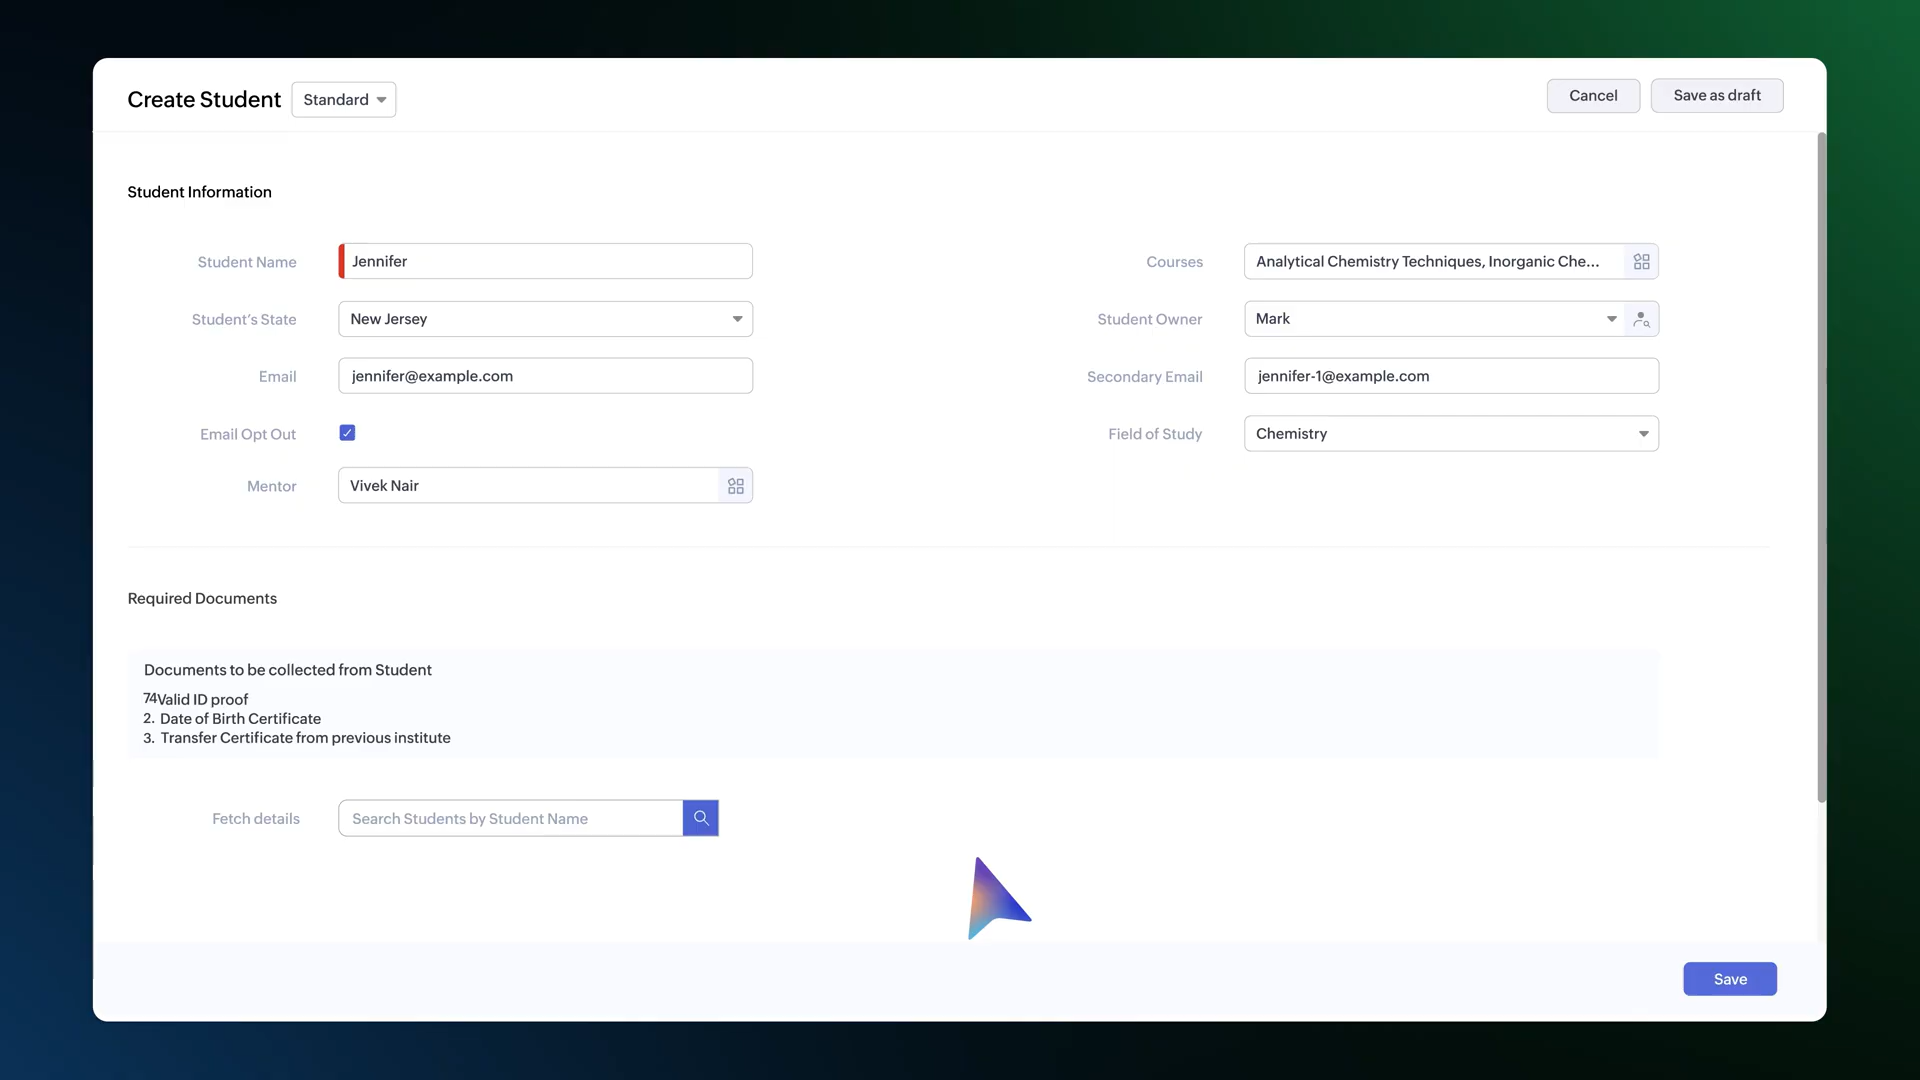 Create Student
Standard
Cancel
Save as draft
Student Information
Student Name
Jennifer
Courses
Analytical Chemistry Techniques, Inorganic Che...
Student's State
New Jersey
Student Owner
Mark
Email
jennifer@example.com
Secondary Email
jennifer-1@example.com
Email Opt Out
Field of Study
Chemistry
Mentor
Vivek Nair
Required Documents
Documents to be collected from Student
74Valid ID proof
2. Date of Birth Certificate
3. Transfer Certificate from previous institute
Fetch details
Search Students by Student Name
Save